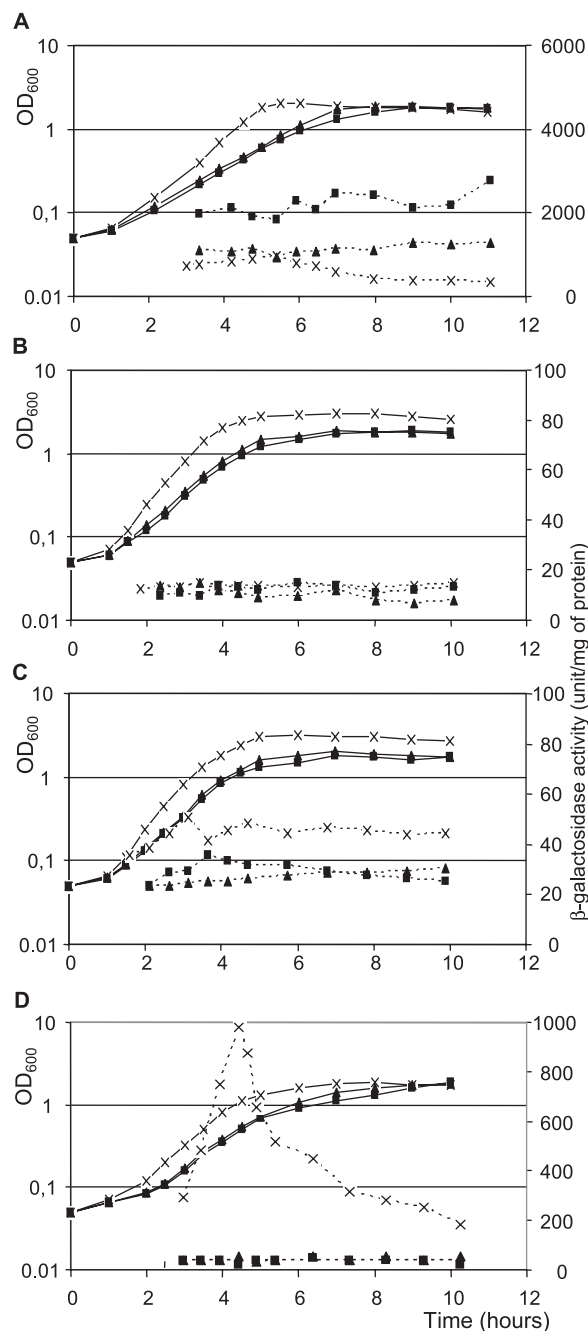 A
OD600
10
1
0.1
0.01
6000
4000
2000
0
0 2 4 6 8 10 12
B
OD600
10
1
0,1
0.01
100
80
60
40
20
0
0 2 4 6 8 10 12
C
OD600
10
1
0,1
0.01
100
80
60
40
20
0
0 2 4 6 8 10 12
β-galactosidase activity (unit/mg of protein)
D
OD600
10
1
0,1
0.01
1000
800
600
400
200
0
0 2 4 6 8 10 12
Time (hours)